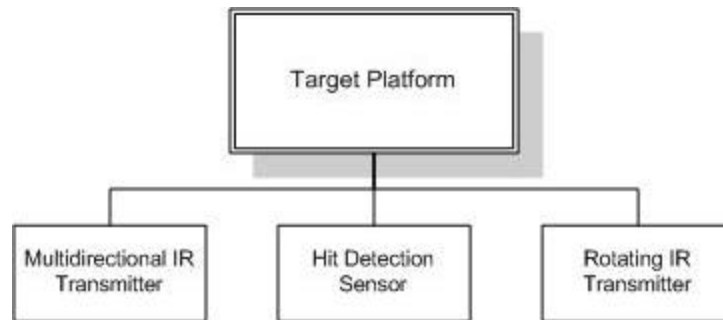 Target Platform
Multidirectional IR
Transmitter
Hit Detection
Sensor
Rotating IR
Transmitter